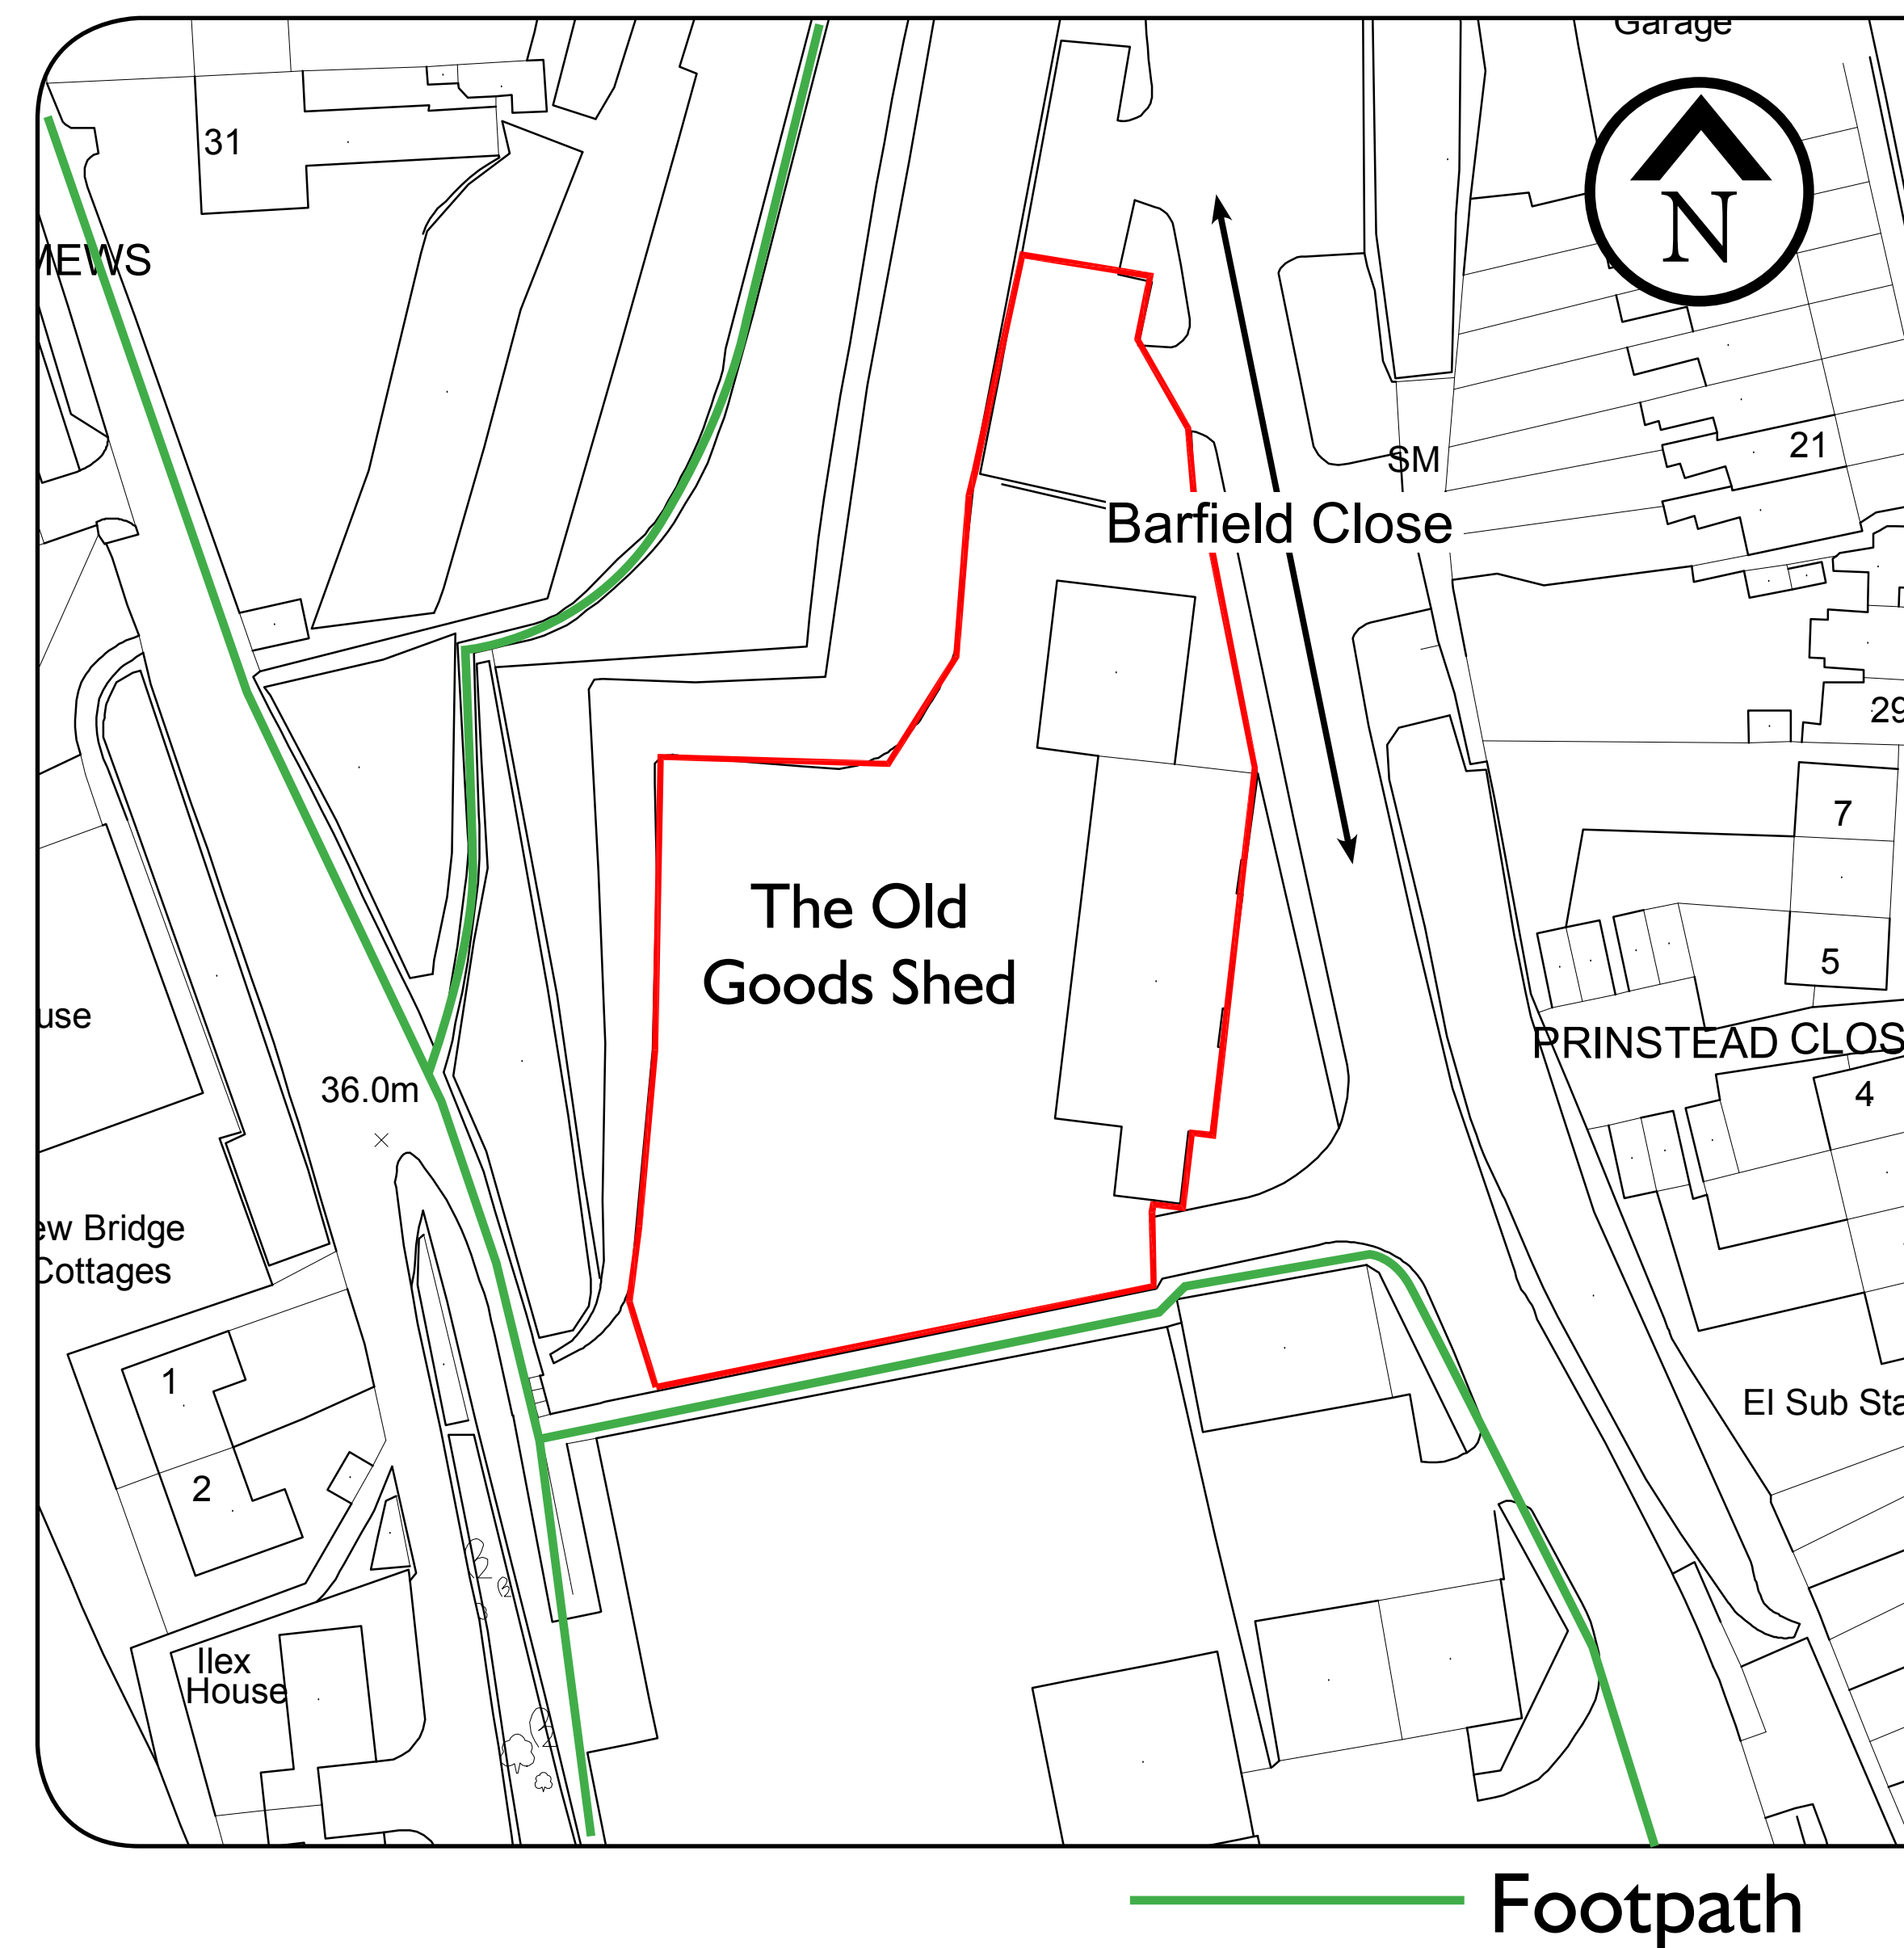 Garage
31
N
MEWS
21
SM
Barfield Close
29
7
The Old
Goods Shed
5
use
PRINSTEAD CLOS
36.0m
4
ew Bridge
Cottages
1
El Sub Sta
2
Ilex
House
Footpath